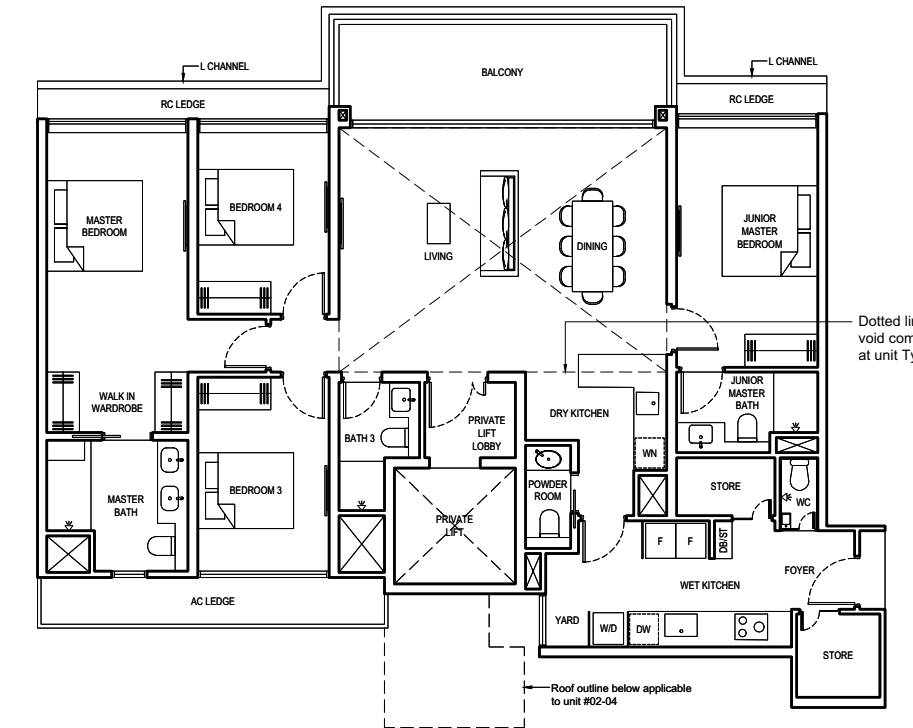 L CHANNEL
L CHANNEL
BALCONY
RC LEDGE
RC LEDGE
MASTER
BEDROOM
BEDROOM 4
LIVING
DINING
JUNIOR
MASTER
BEDROOM
Dotted lin
void com
at unit Ty
WALK IN
WARDROBE
BATH 3
PRIVATE
LIFT
LOBBY
DRY KITCHEN
JUNIOR
MASTER
BATH
WN
MASTER
BATH
BEDROOM 3
PRIVATE
LIFT
POWDER
ROOM
STORE
WC
F
F
DB/ST
WET KITCHEN
FOYER
AC LEDGE
YARD
W/D
DW
STORE
Roof outline below applicable
to unit #02-04